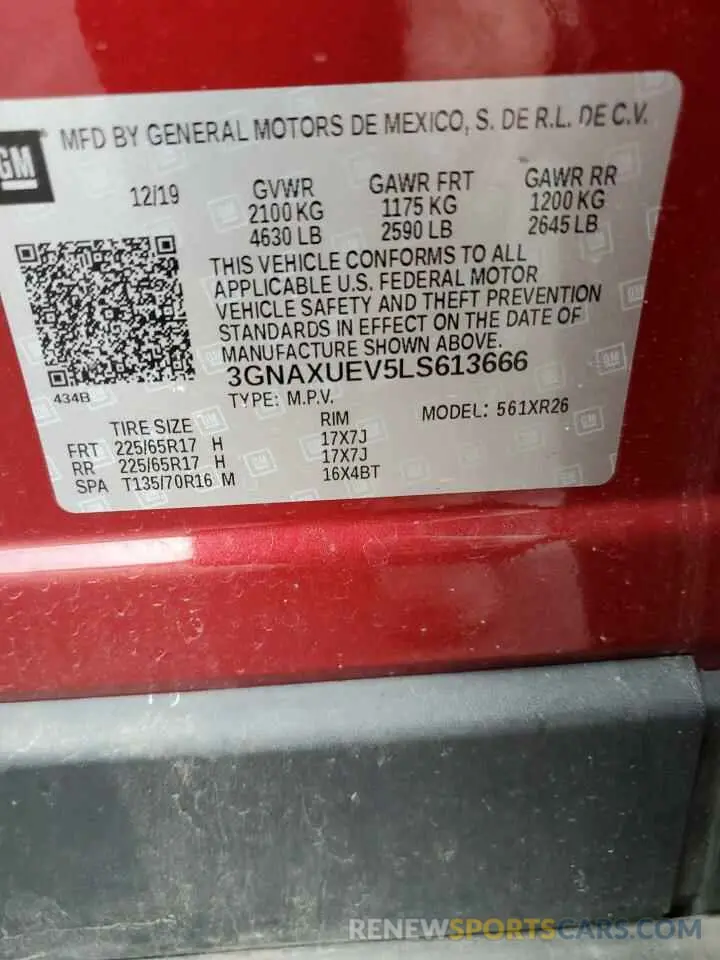 MFD BY GENERAL MOTORS DE MEXICO, S. DE R.L. DE C.V.
GM
12/19
GVWR GAWR FRT GAWR RR
2100 KG 1175 KG 1200 KG
4630 LB 2590 LB 2645 LB
THIS VEHICLE CONFORMS TO ALL
APPLICABLE U.S. FEDERAL MOTOR
VEHICLE SAFETY AND THEFT PREVENTION
STANDARDS IN EFFECT ON THE DATE OF
MANUFACTURE SHOWN ABOVE.
3GNAXUEV5LS613666
434B
TYPE: M.P.V. MODEL: 561XR26
TIRE SIZE RIM
FRT 225/65R17 H 17X7J
RR 225/65R17 H 17X7J
SPA T135/70R16 M 16X4BT
RENEWSPORTSCARS.COM